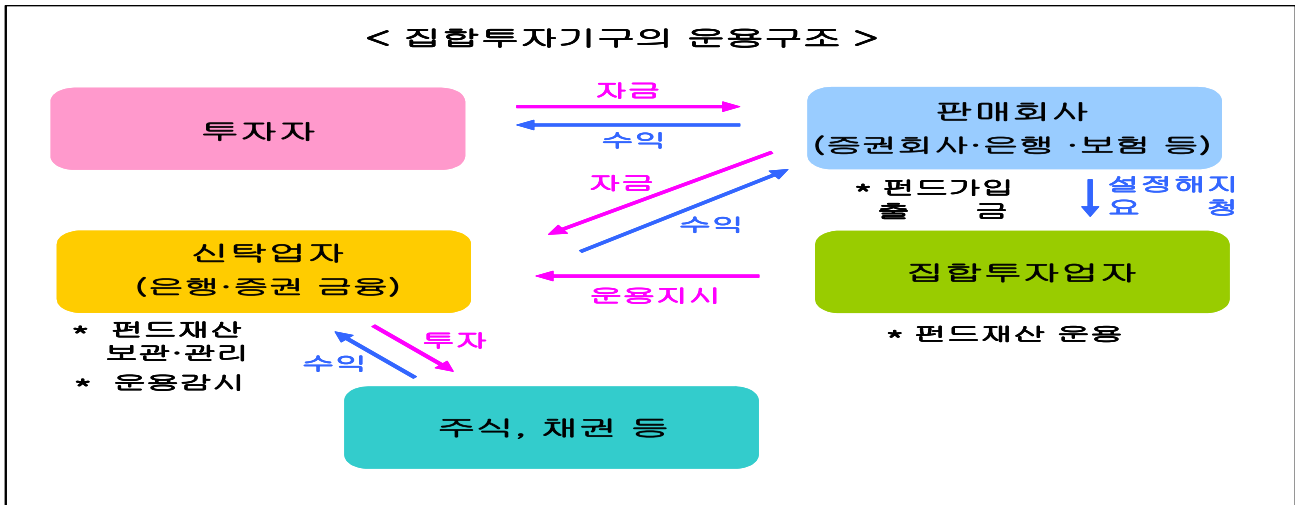 < 집합투자기구의 운용구조 >
자금
투자자
수익
판매회사
(증권회사·은행 ·보험 등)
자금
수익
* 펀드가입
출 금
설정해지
요 청
신탁업자
(은행·증권 금융)
운용지시
집합투자업자
* 펀드재산
보관·관리
* 운용감시
투자
수익
* 펀드재산 운용
주식, 채권 등